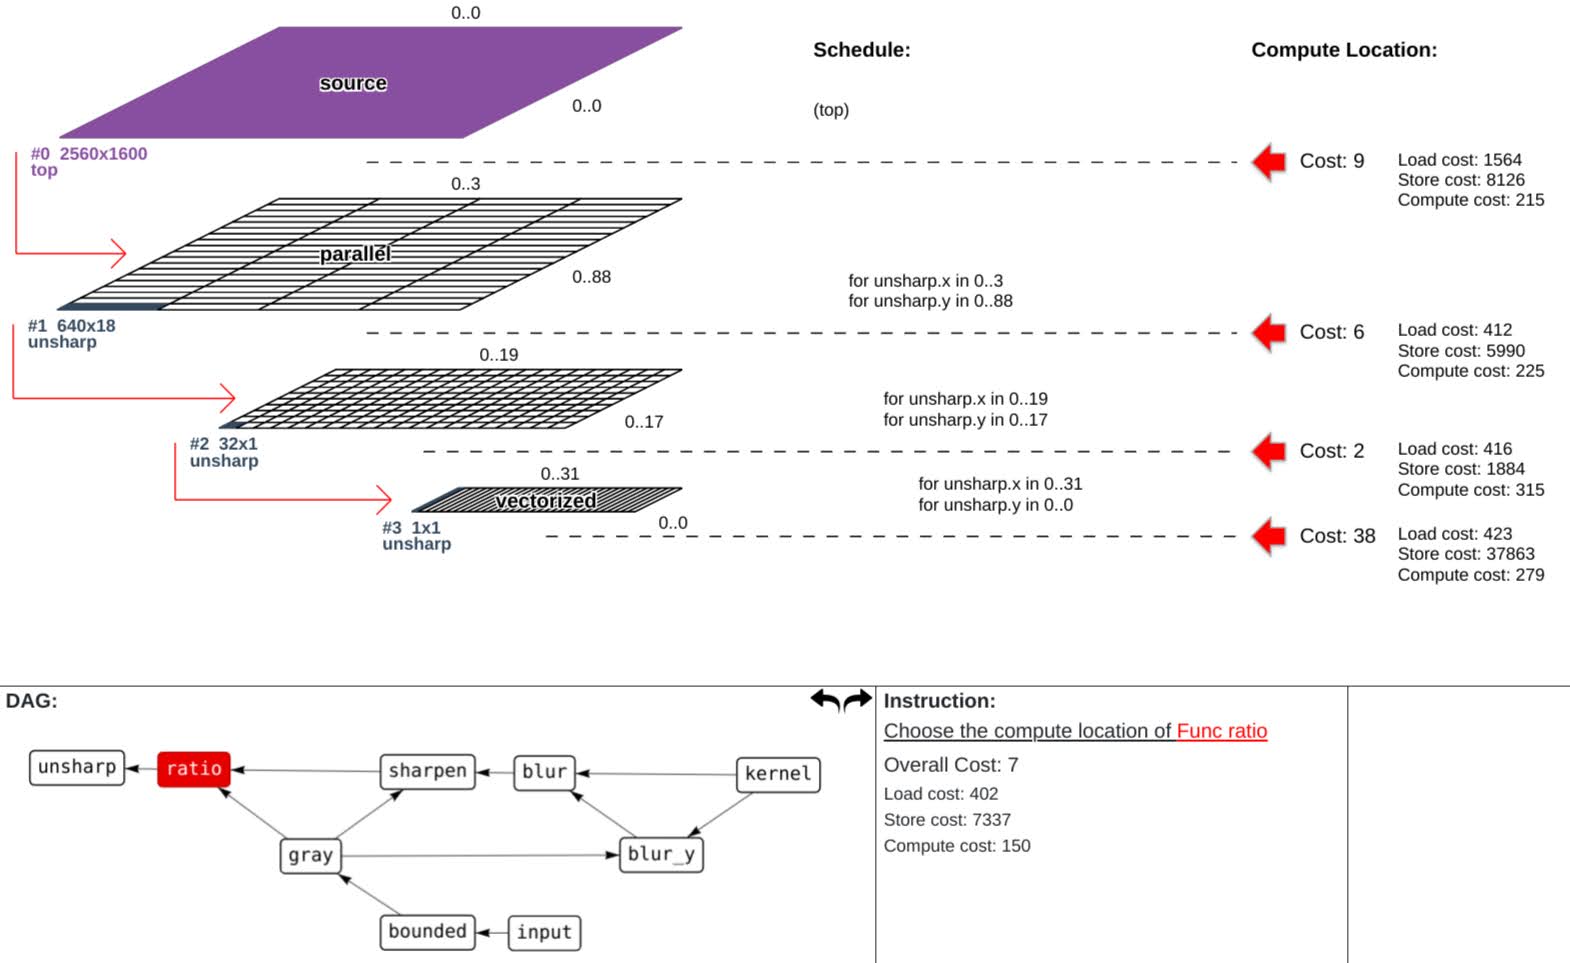 0..0
Schedule:
Compute Location:
source
0..0
(top)
#0 2560x1600
top
Cost: 9
Load cost: 1564
Store cost: 8126
Compute cost: 215
0..3
parallel
0..88
for unsharp.x in 0..3
for unsharp.y in 0..88
#1 640x18
unsharp
Cost: 6
Load cost: 412
Store cost: 5990
Compute cost: 225
0..19
0..17
for unsharp.x in 0..19
for unsharp.y in 0..17
#2 32x1
unsharp
Cost: 2
Load cost: 416
Store cost: 1884
Compute cost: 315
0..31
vectorized
0..0
for unsharp.x in 0..31
for unsharp.y in 0..0
#3 1x1
unsharp
Cost: 38
Load cost: 423
Store cost: 37863
Compute cost: 279
DAG:
unsharp
ratio
sharpen
blur
kernel
gray
blur_y
bounded
input
Instruction:
Choose the compute location of Func ratio
Overall Cost: 7
Load cost: 402
Store cost: 7337
Compute cost: 150